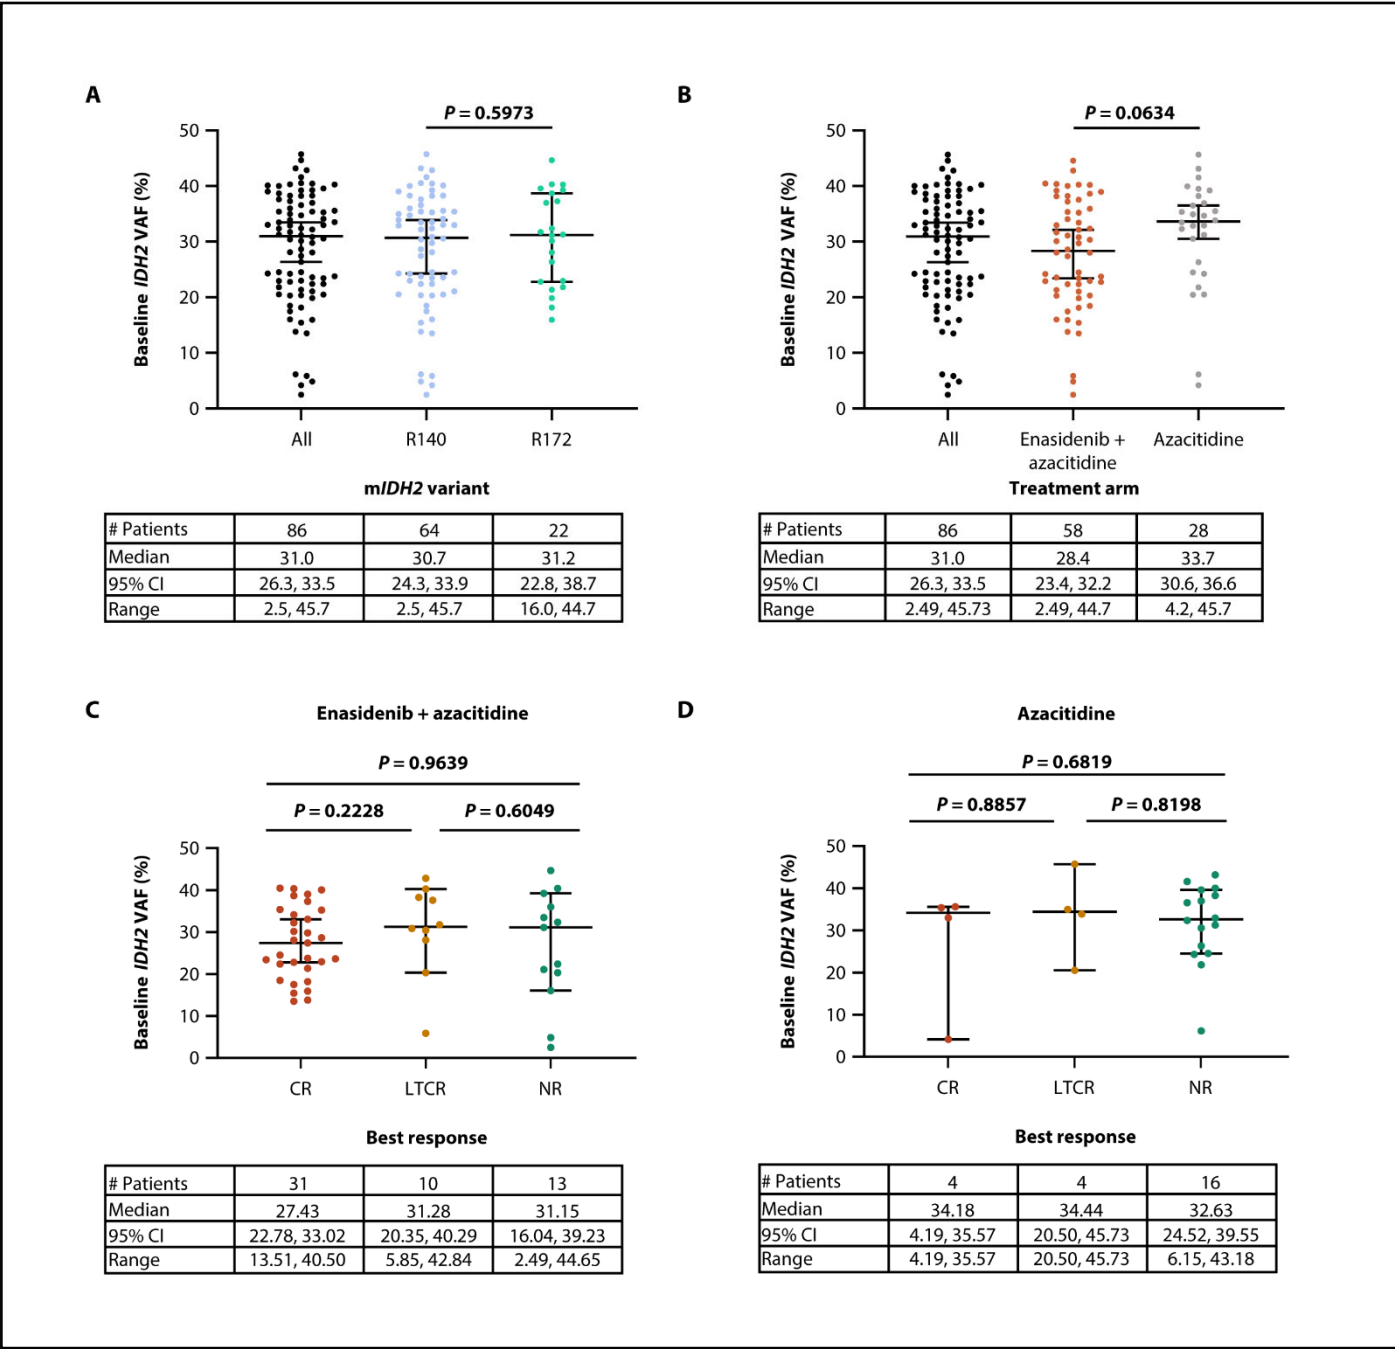 A
P = 0.5973
Baseline IDH2 VAF (%)
50
40
30
20
10
0
All
R140
R172
mIDH2 variant
# Patients 86 64 22
Median 31.0 30.7 31.2
95% CI 26.3, 33.5 24.3, 33.9 22.8, 38.7
Range 2.5, 45.7 2.5, 45.7 16.0, 44.7
B
P = 0.0634
Baseline IDH2 VAF (%)
50
40
30
20
10
0
All
Enasidenib +
azacitidine
Azacitidine
Treatment arm
# Patients 86 58 28
Median 31.0 28.4 33.7
95% CI 26.3, 33.5 23.4, 32.2 30.6, 36.6
Range 2.49, 45.73 2.49, 44.7 4.2, 45.7
C
Enasidenib + azacitidine
P = 0.9639
P = 0.2228
P = 0.6049
Baseline IDH2 VAF (%)
50
40
30
20
10
0
CR
LTCR
NR
Best response
# Patients 31 10 13
Median 27.43 31.28 31.15
95% CI 22.78, 33.02 20.35, 40.29 16.04, 39.23
Range 13.51, 40.50 5.85, 42.84 2.49, 44.65
D
Azacitidine
P = 0.6819
P = 0.8857
P = 0.8198
Baseline IDH2 VAF (%)
50
40
30
20
10
0
CR
LTCR
NR
Best response
# Patients 4 4 16
Median 34.18 34.44 32.63
95% CI 4.19, 35.57 20.50, 45.73 24.52, 39.55
Range 4.19, 35.57 20.50, 45.73 6.15, 43.18